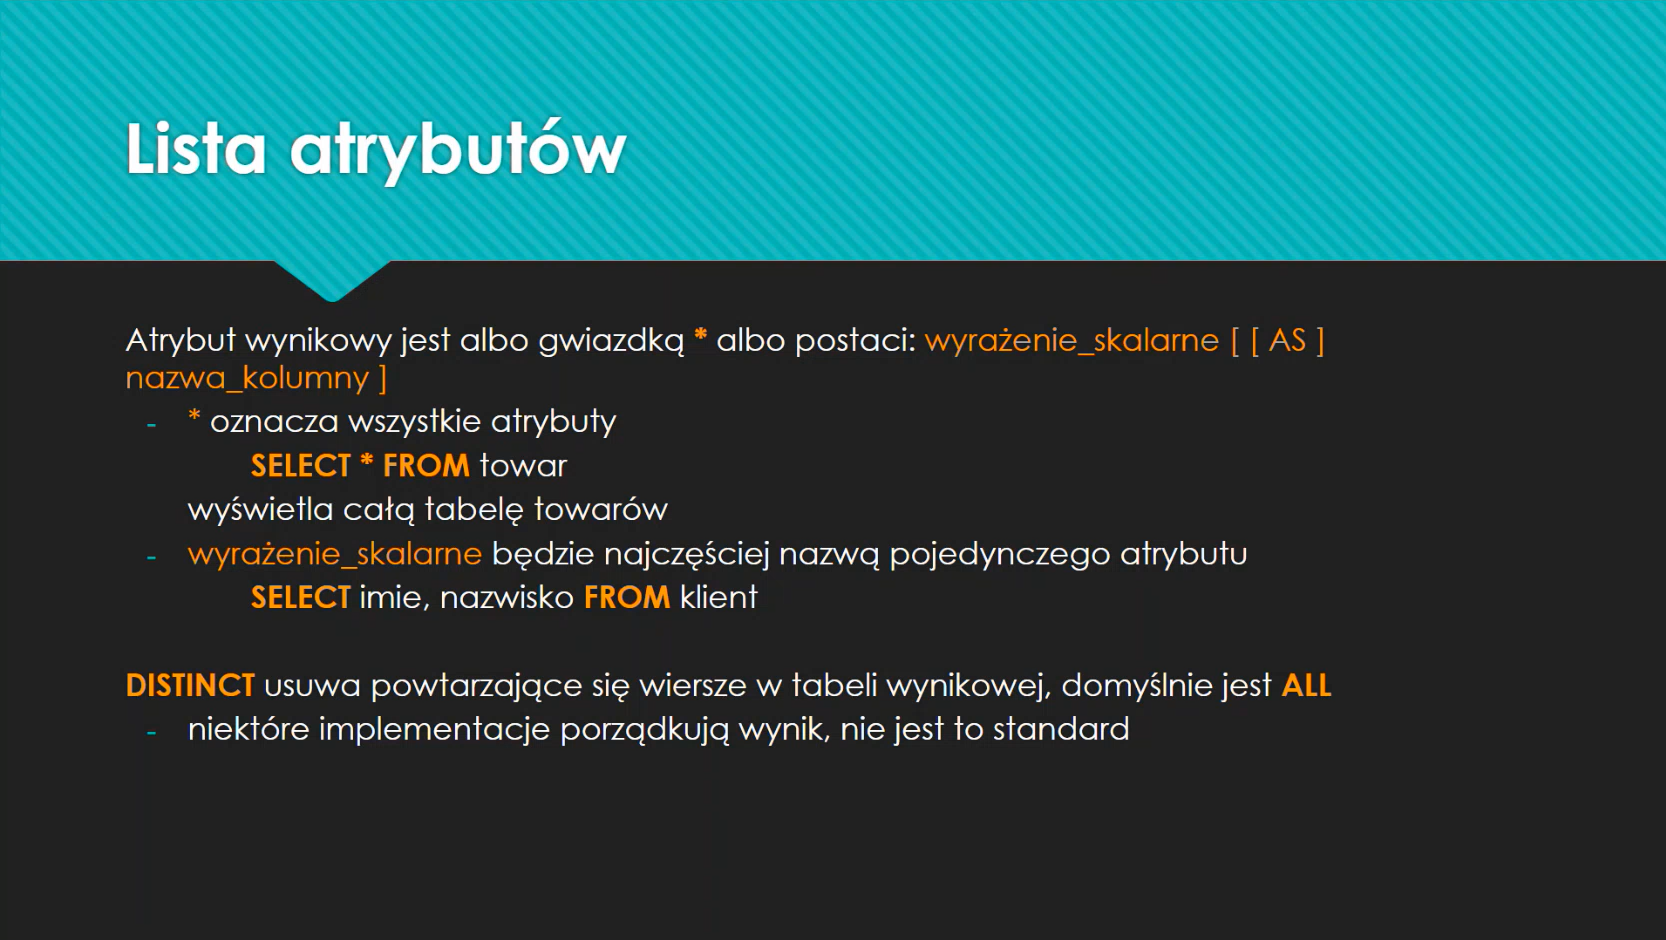 Lista atrybutów
Atrybut wynikowy jest albo gwiazdką * albo postaci: wyrażenie_skalarne [ [ AS ]
nazwa_kolumny ]
- * oznacza wszystkie atrybuty
SELECT * FROM towar
wyświetla całą tabelę towarów
- wyrażenie_skalarne będzie najczęściej nazwą pojedynczego atrybutu
SELECT imie, nazwisko FROM klient
DISTINCT usuwa powtarzające się wiersze w tabeli wynikowej, domyślnie jest ALL
- niektóre implementacje porządkują wynik, nie jest to standard